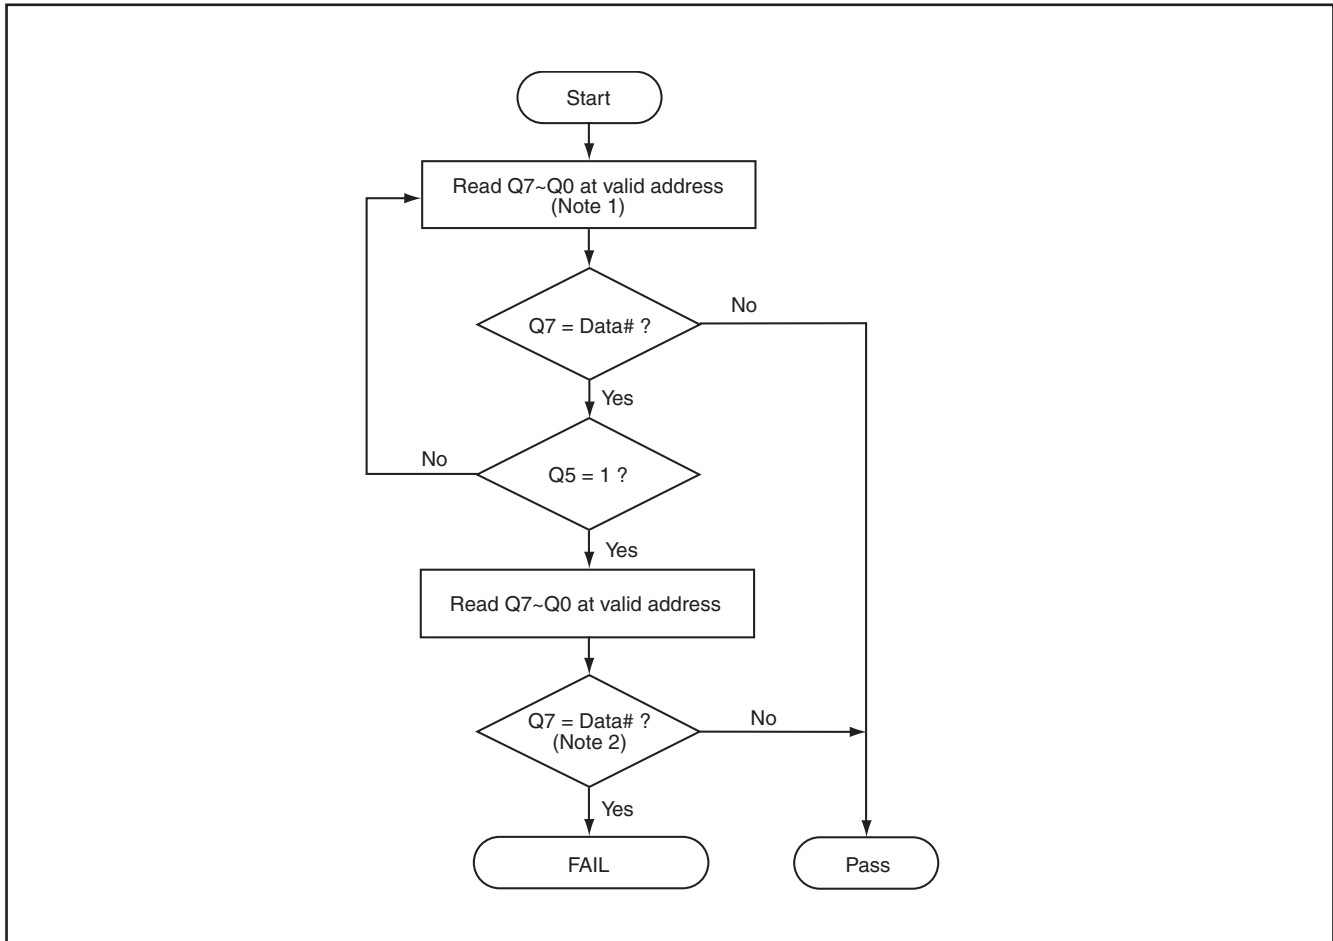 Start
Read Q7~Q0 at valid address
(Note 1)
Q7 = Data# ?
No
Yes
Q5 = 1 ?
No
Yes
Read Q7~Q0 at valid address
Q7 = Data# ?
(Note 2)
No
Yes
FAIL
Pass